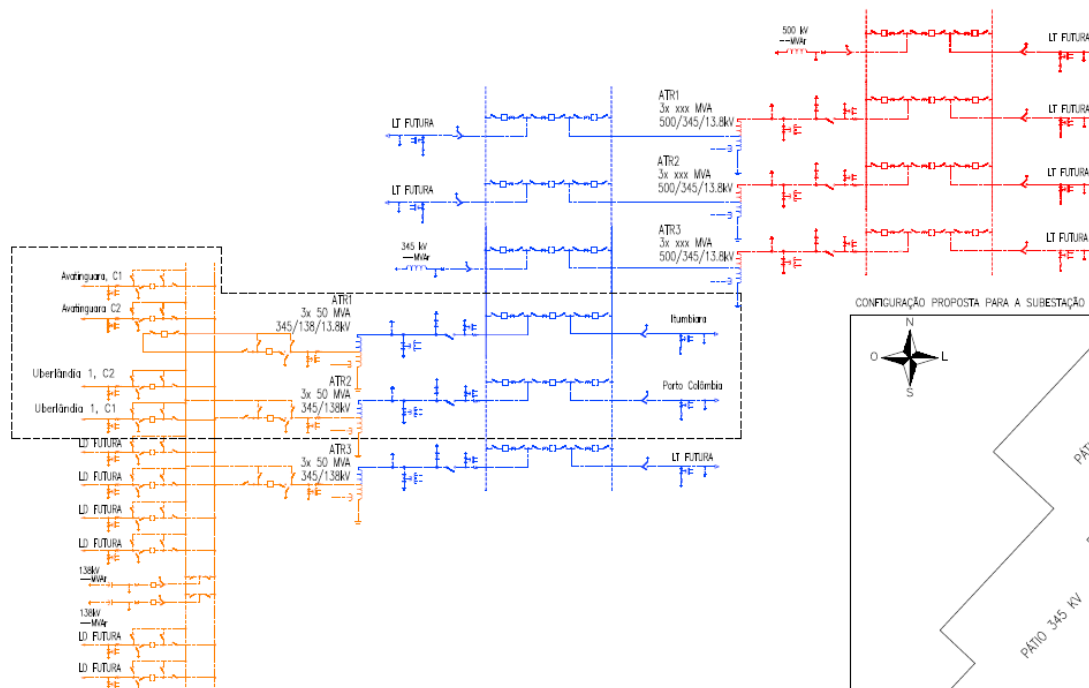 500 kV
--MVAr
LT FUTURA
ATR1
3x xxx MVA
500/345/13.8kV
LT FUTURA
LT FUTURA
ATR2
3x xxx MVA
500/345/13.8kV
LT FUTURA
LT FUTURA
ATR3
3x xxx MVA
500/345/13.8kV
LT FUTURA
345 kV
--MVAr
Avatinguara, C1
Avatinguara C2
ATR1
3x 50 MVA
345/138/13.8kV
Itumbiara
Uberlândia 1, C2
Uberlândia 1, C1
ATR2
3x 50 MVA
345/138kV
Porto Colômbia
LD FUTURA
ATR3
3x 50 MVA
345/138kV
LT FUTURA
LD FUTURA
LD FUTURA
LD FUTURA
138kV
--MVAr
138kV
--MVAr
LD FUTURA
LD FUTURA
CONFIGURAÇÃO PROPOSTA PARA A SUBESTAÇÃO
N
O
L
S
PÁTIO 345 KV